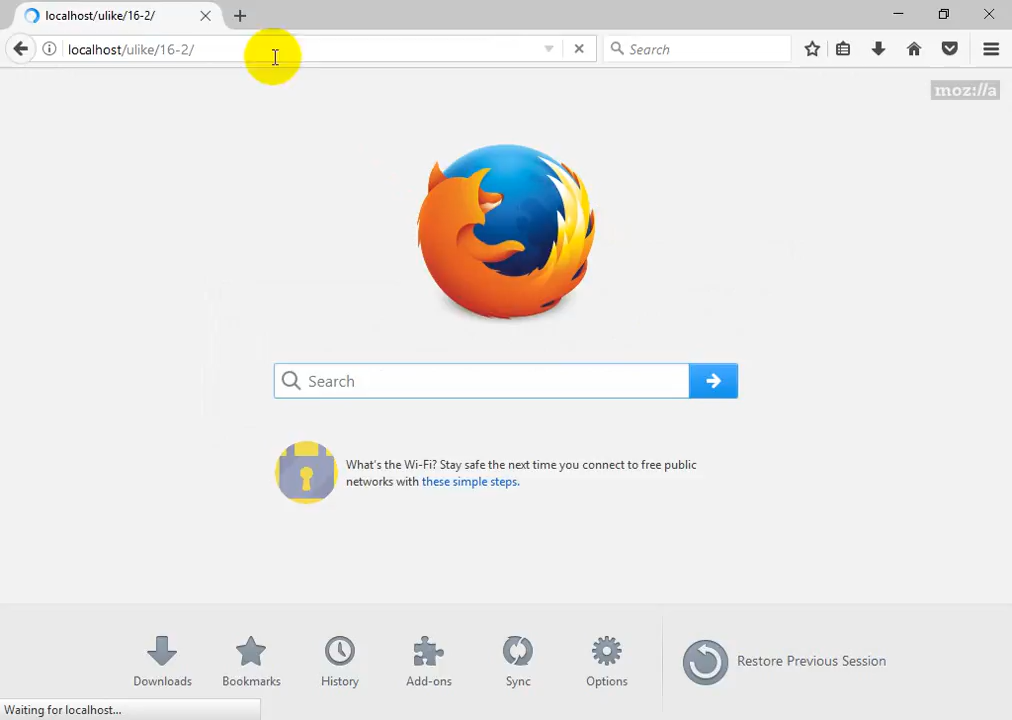 localhost/ulike/16-2/
localhost/ulike/16-2/
Search
moz://a
Search
What's the Wi-Fi? Stay safe the next time you connect to free public
networks with these simple steps.
Downloads
Bookmarks
History
Add-ons
Sync
Options
Restore Previous Session
Waiting for localhost...